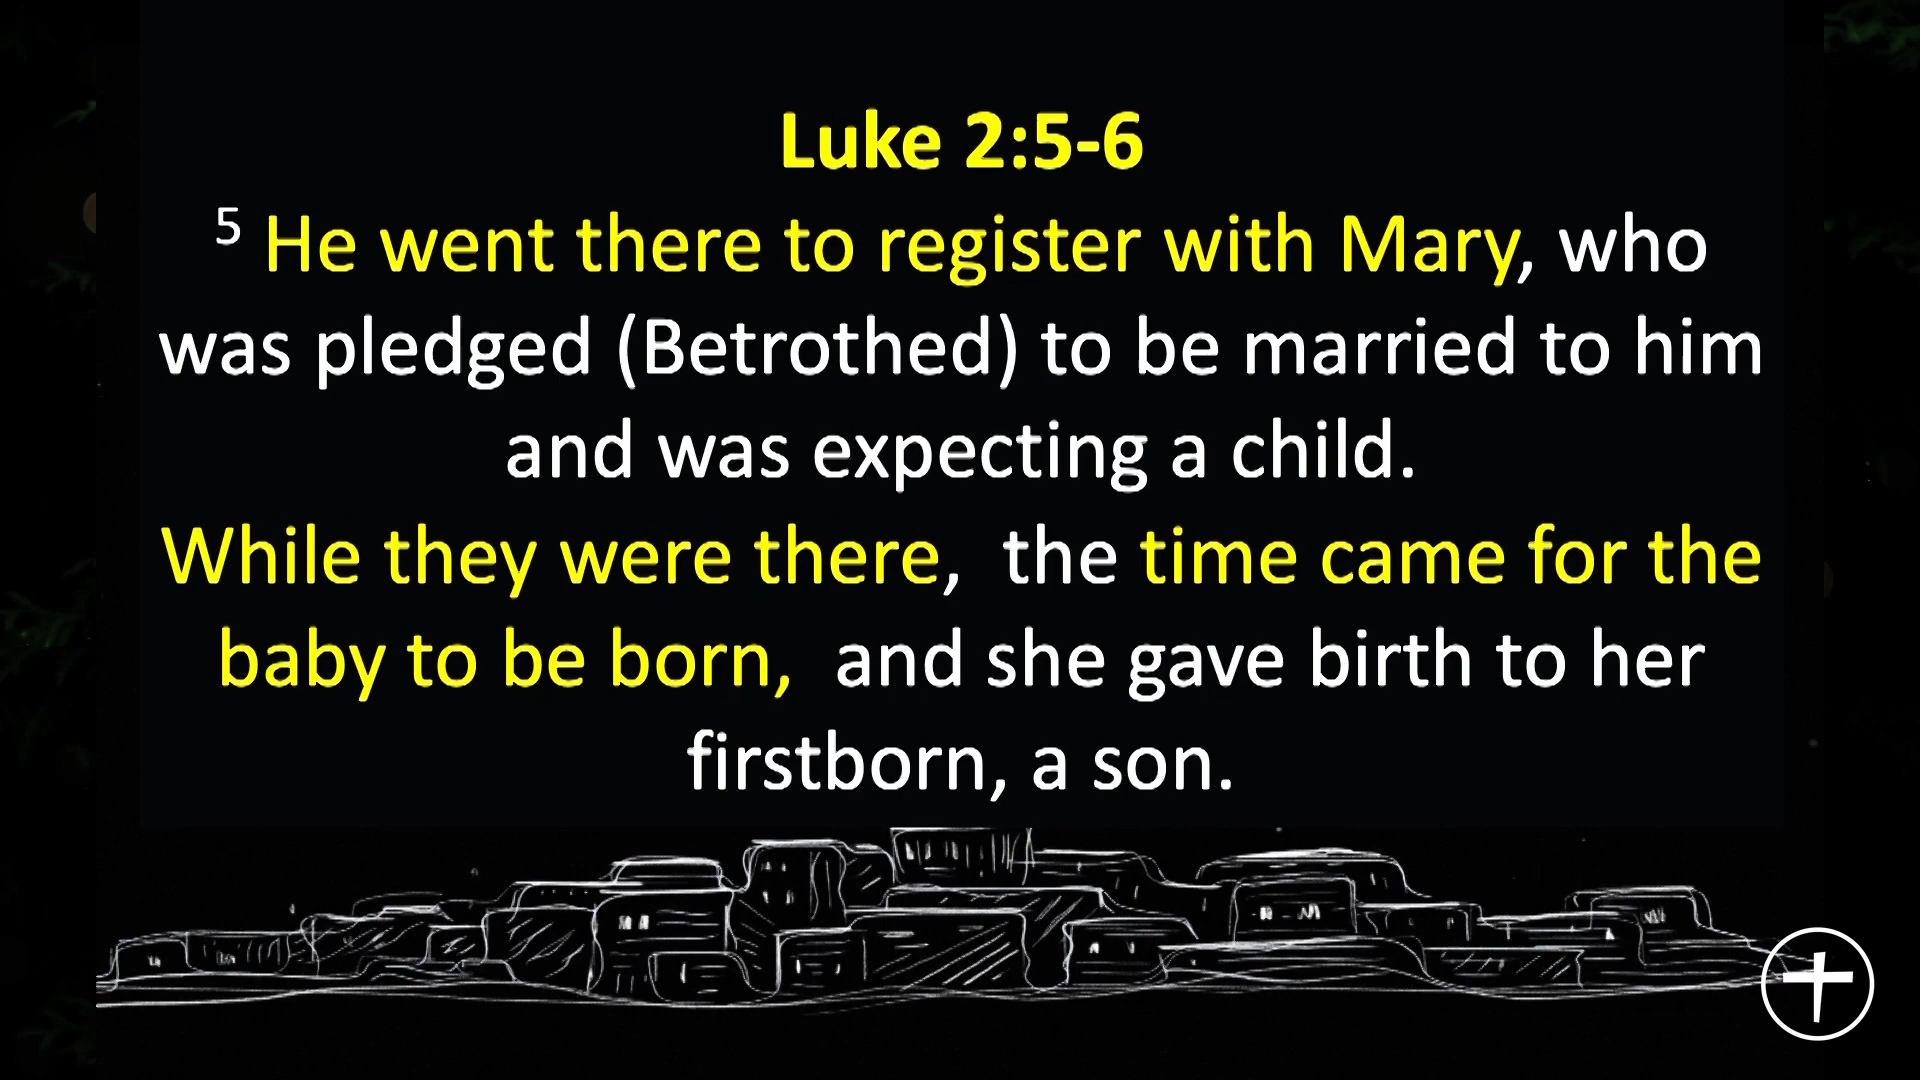 Luke 2:5-6
5 He went there to register with Mary, who
was pledged (Betrothed) to be married to him
and was expecting a child.
While they were there,  the time came for the
baby to be born,  and she gave birth to her
firstborn, a son.